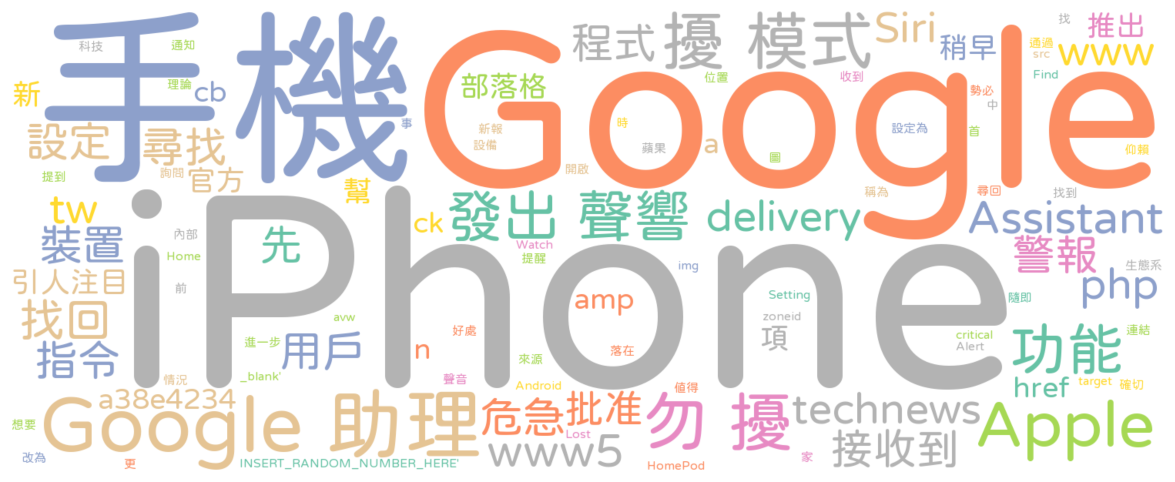 科技 通知
手機 Google
擾 模式
程式
Siri
稍早
找
推出
通過
www
src
Find
位置
收到
勢必
中
理論
cb
新
部落格
設定
尋找
官方
詢問
提到
事
新報
設備
時
蘋果
a
圖
開啟
設定為
首
仰賴
稱為
尋回
找到
幫
tw
ck
發出 聲響
delivery
Assistant
裝置
內部
Home
先
Watch
提醒
img
警報
生態系
引人注目
前
iPhone
amp
Setting
zoneid
隨即
php
找回
avw
進一步
用戶
好處
n
來源
落在
項
critical
Alert
連結
功能
指令
情況
_blank'
聲音
Android
值得
href
target
確切
a38e4234
Google 助理
危急
批准
Lost
勿 擾
technews
Apple
想要
改為
更
INSERT_RANDOM_NUMBER_HERE'
www5
HomePod
家
接收到